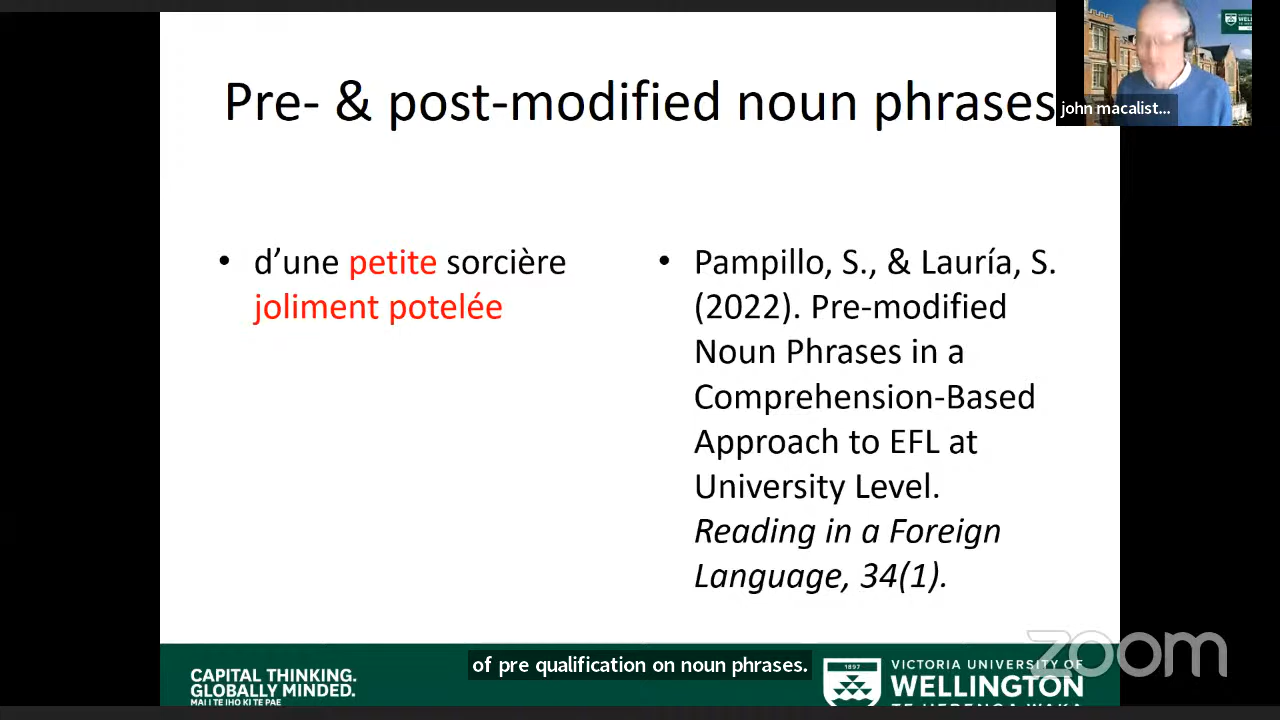 Pre- & post-modified noun phrases
john macalist...
• d’une petite sorcière
joliment potelée
• Pampillo, S., & Lauría, S.
(2022). Pre-modified
Noun Phrases in a
Comprehension-Based
Approach to EFL at
University Level.
Reading in a Foreign
Language, 34(1).
of pre qualification on noun phrases.
CAPITAL THINKING.
GLOBALLY MINDED.
MAI I TE IHO KI TE PAE
1897
VICTORIA UNIVERSITY OF
WELLINGTON
TE HERENGA WAKA
zoom